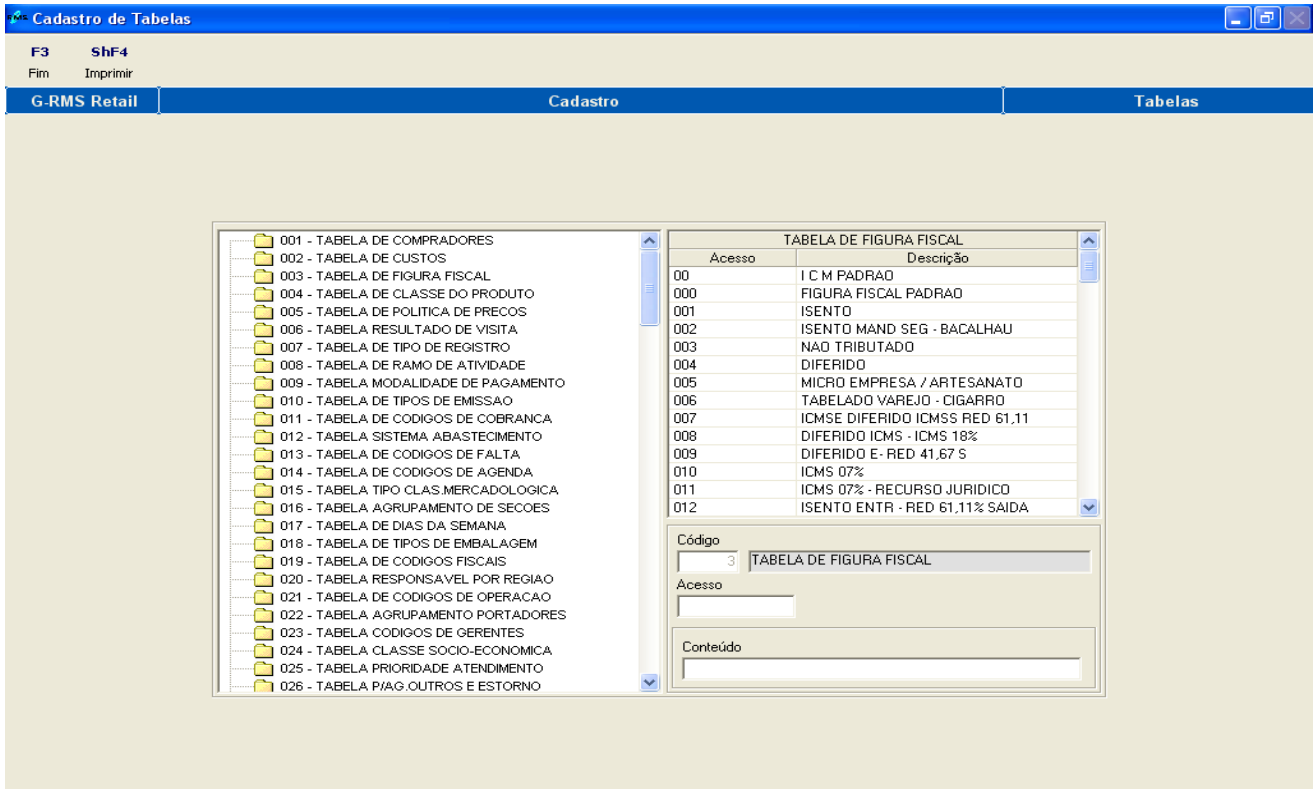 RMS Cadastro de Tabelas
F3 ShF4
Fim Imprimir
G-RMS Retail Cadastro Tabelas
001 - TABELA DE COMPRADORES
002 - TABELA DE CUSTOS
003 - TABELA DE FIGURA FISCAL
004 - TABELA DE CLASSE DO PRODUTO
005 - TABELA DE POLITICA DE PRECOS
006 - TABELA RESULTADO DE VISITA
007 - TABELA DE TIPO DE REGISTRO
008 - TABELA DE RAMO DE ATIVIDADE
009 - TABELA MODALIDADE DE PAGAMENTO
010 - TABELA DE TIPOS DE EMISSAO
011 - TABELA DE CODIGOS DE COBRANCA
012 - TABELA SISTEMA ABASTECIMENTO
013 - TABELA DE CODIGOS DE FALTA
014 - TABELA DE CODIGOS DE AGENDA
015 - TABELA TIPO CLAS.MERCADOLOGICA
016 - TABELA AGRUPAMENTO DE SECOES
017 - TABELA DE DIAS DA SEMANA
018 - TABELA DE TIPOS DE EMBALAGEM
019 - TABELA DE CODIGOS FISCAIS
020 - TABELA RESPONSAVEL POR REGIAO
021 - TABELA DE CODIGOS DE OPERACAO
022 - TABELA AGRUPAMENTO PORTADORES
023 - TABELA CODIGOS DE GERENTES
024 - TABELA CLASSE SOCIO-ECONOMICA
025 - TABELA PRIORIDADE ATENDIMENTO
026 - TABELA P/AG.OUTROS E ESTORNO
TABELA DE FIGURA FISCAL
Acesso Descrição
00 I C M PADRAO
000 FIGURA FISCAL PADRAO
001 ISENTO
002 ISENTO MAND SEG - BACALHAU
003 NAO TRIBUTADO
004 DIFERIDO
005 MICRO EMPRESA / ARTESANATO
006 TABELADO VAREJO - CIGARRO
007 ICMSE DIFERIDO ICMSS RED 61,11
008 DIFERIDO ICMS - ICMS 18%
009 DIFERIDO E- RED 41,67 S
010 ICMS 07%
011 ICMS 07% - RECURSO JURIDICO
012 ISENTO ENTR - RED 61,11% SAIDA
Código
3 TABELA DE FIGURA FISCAL
Acesso
Conteúdo